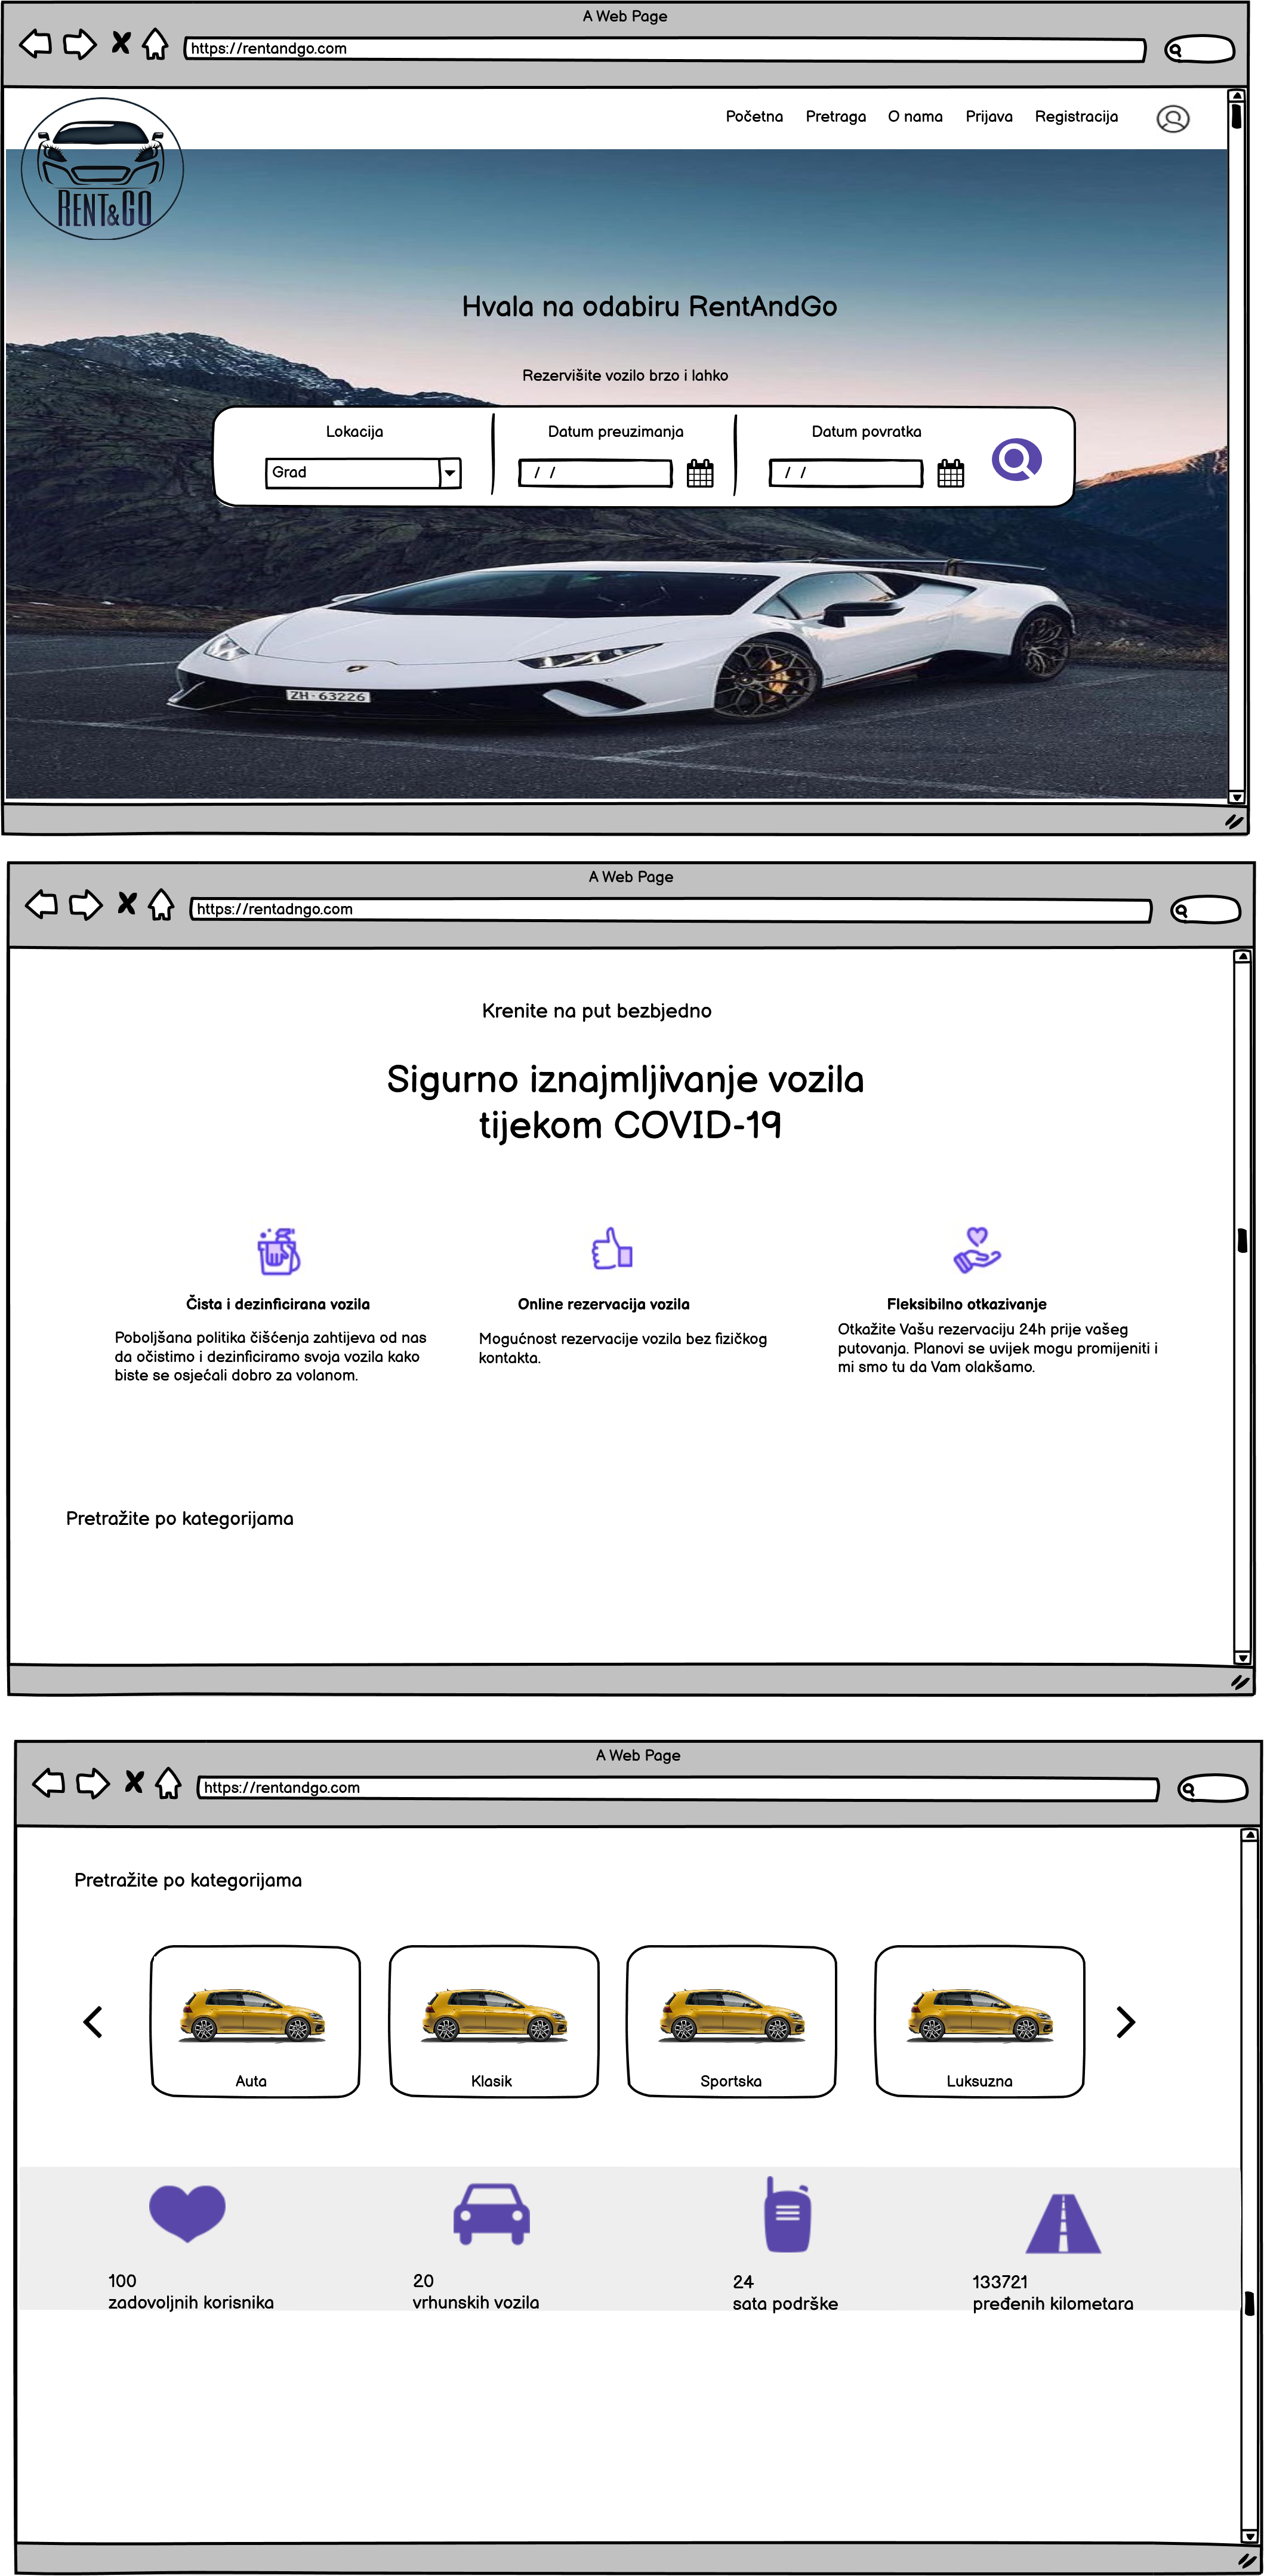 A Web Page
https://rentandgo.com
Početna Pretraga O nama Prijava Registracija
RENT&GO
Hvala na odabiru RentAndGo
Rezervišite vozilo brzo i lahko
Lokacija Datum preuzimanja Datum povratka
Grad / / / /
ZH·63226
A Web Page
https://rentadngo.com
Krenite na put bezbjedno
Sigurno iznajmljivanje vozila
tijekom COVID-19
Čista i dezinficirana vozila
Poboljšana politika čišćenja zahtijeva od nas
da očistimo i dezinficiramo svoja vozila kako
biste se osjećali dobro za volanom.
Online rezervacija vozila
Mogućnost rezervacije vozila bez fizičkog
kontakta.
Fleksibilno otkazivanje
Otkažite Vašu rezervaciju 24h prije vašeg
putovanja. Planovi se uvijek mogu promijeniti i
mi smo tu da Vam olakšamo.
Pretražite po kategorijama
A Web Page
https://rentandgo.com
Pretražite po kategorijama
Auta Klasik Sportska Luksuzna
100
zadovoljnih korisnika
20
vrhunskih vozila
24
sata podrške
133721
pređenih kilometara